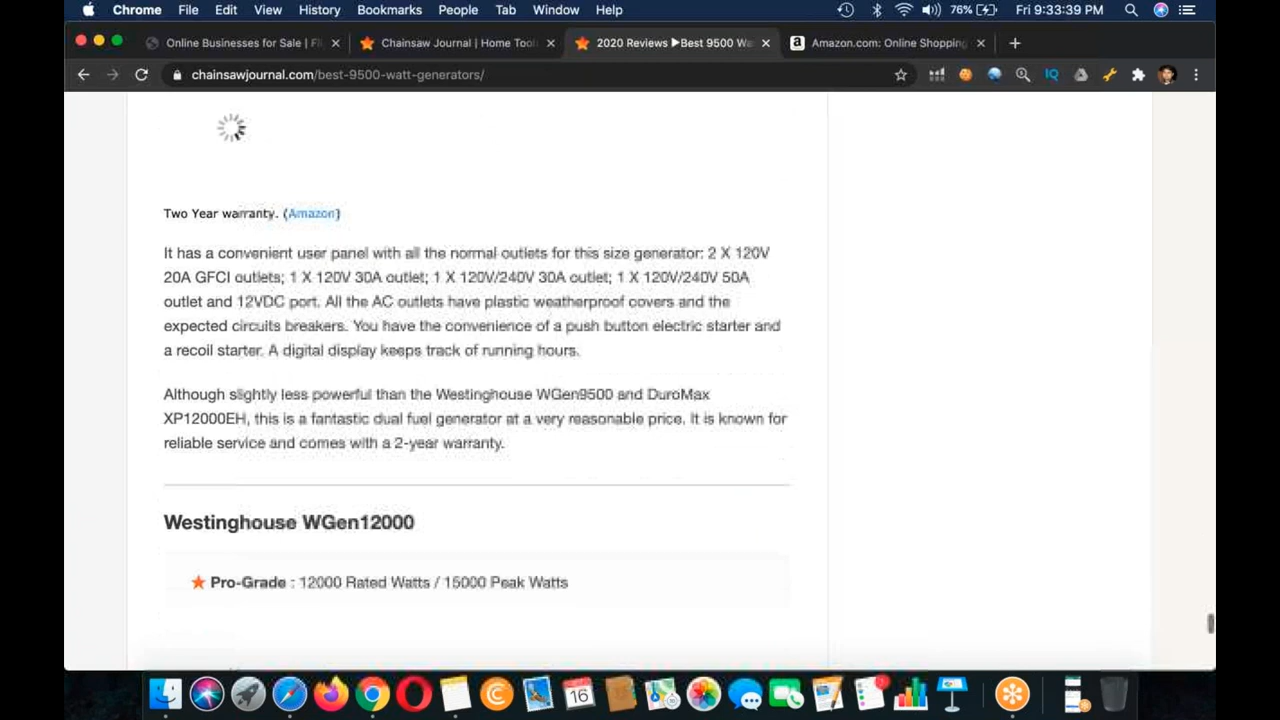 Chrome File Edit View History Bookmarks People Tab Window Help 76% Fri 9:33:39 PM
Online Businesses for Sale | Fl
Chainsaw Journal | Home Tool
2020 Reviews ▶Best 9500 Wa
Amazon.com: Online Shopping
chainsawjournal.com/best-9500-watt-generators/
IQ
Two Year warranty. (Amazon)
It has a convenient user panel with all the normal outlets for this size generator: 2 X 120V
20A GFCI outlets; 1 X 120V 30A outlet; 1 X 120V/240V 30A outlet; 1 X 120V/240V 50A
outlet and 12VDC port. All the AC outlets have plastic weatherproof covers and the
expected circuits breakers. You have the convenience of a push button electric starter and
a recoil starter. A digital display keeps track of running hours.
Although slightly less powerful than the Westinghouse WGen9500 and DuroMax
XP12000EH, this is a fantastic dual fuel generator at a very reasonable price. It is known for
reliable service and comes with a 2-year warranty.
Westinghouse WGen12000
Pro-Grade : 12000 Rated Watts / 15000 Peak Watts
16